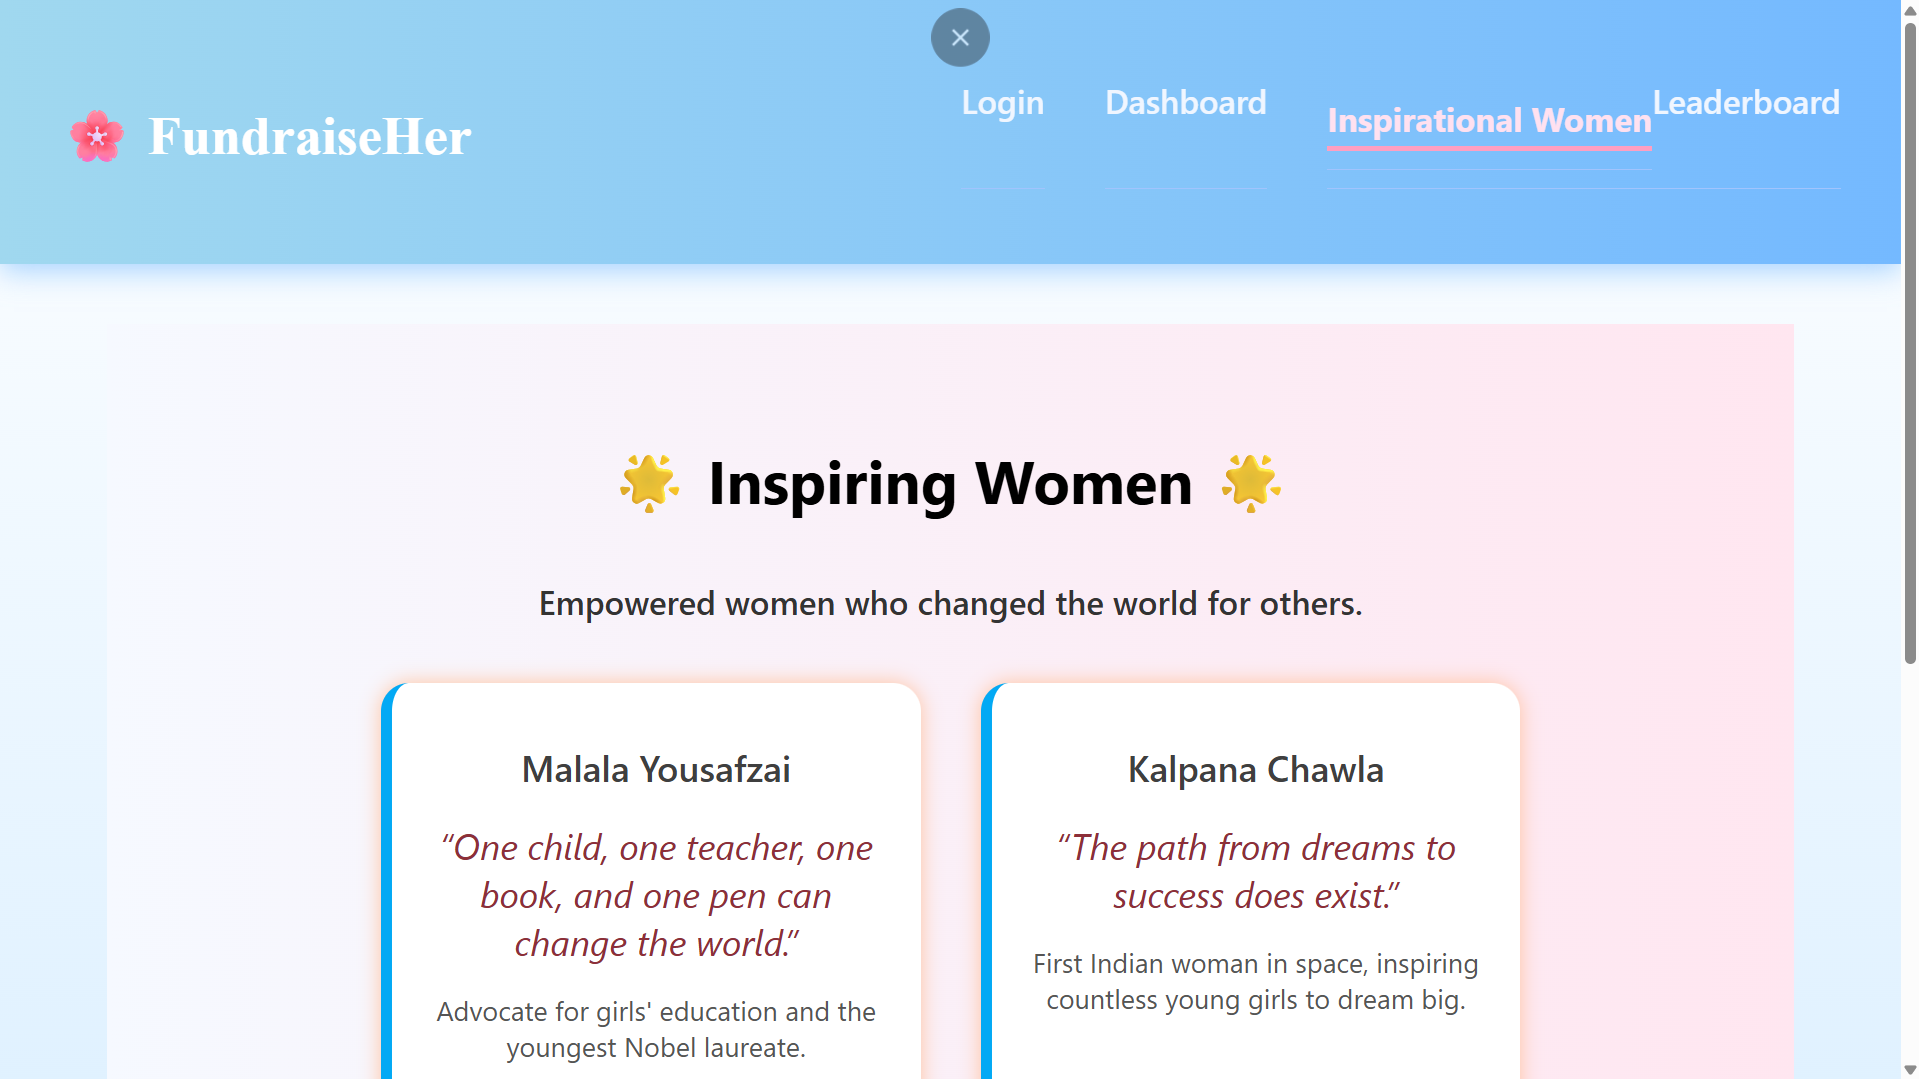 🌸 FundraiseHer
Login
Dashboard
Inspirational Women
Leaderboard
🌟 Inspiring Women 🌟
Empowered women who changed the world for others.
Malala Yousafzai
“One child, one teacher, one
book, and one pen can
change the world.”
Advocate for girls' education and the
youngest Nobel laureate.
Kalpana Chawla
“The path from dreams to
success does exist.”
First Indian woman in space, inspiring
countless young girls to dream big.